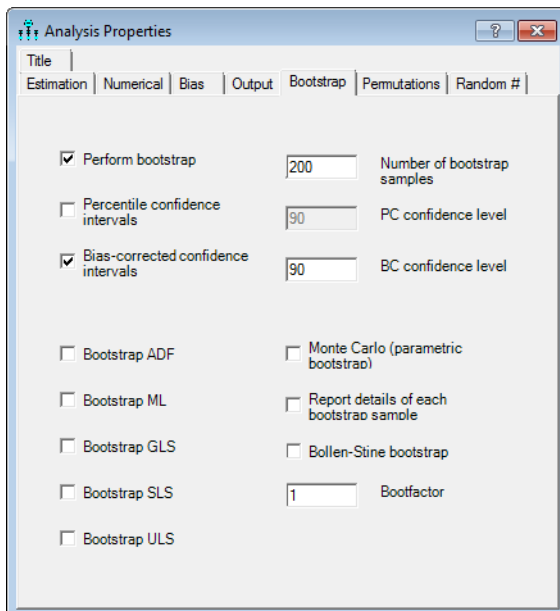 Analysis Properties
?
Title
Estimation Numerical Bias Output Bootstrap Permutations Random #
Perform bootstrap
200
Number of bootstrap
samples
Percentile confidence
intervals
90
PC confidence level
Bias-corrected confidence
intervals
90
BC confidence level
Bootstrap ADF
Monte Carlo (parametric
bootstrap)
Bootstrap ML
Report details of each
bootstrap sample
Bootstrap GLS
Bollen-Stine bootstrap
Bootstrap SLS
1
Bootfactor
Bootstrap ULS